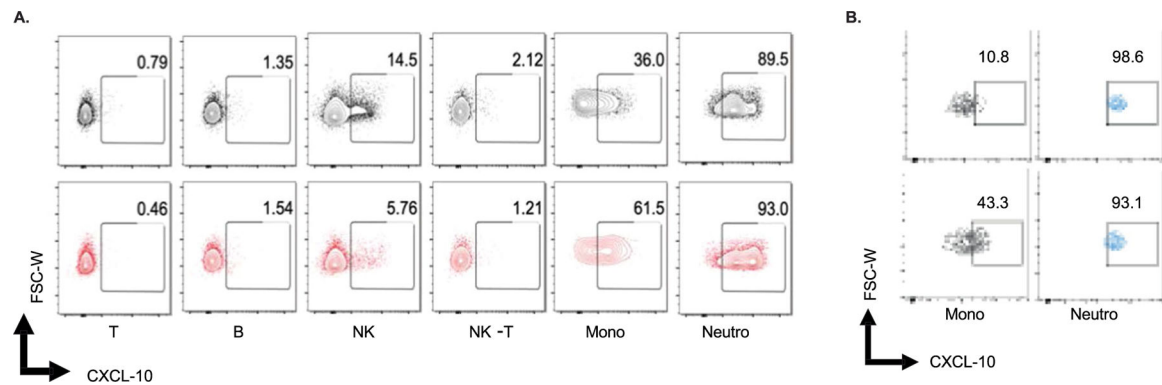 A.
B.
0.79
1.35
14.5
2.12
36.0
89.5
10.8
98.6
0.46
1.54
5.76
1.21
61.5
93.0
43.3
93.1
FSC-W
FSC-W
T
B
NK
NK -T
Mono
Neutro
Mono
Neutro
CXCL-10
CXCL-10